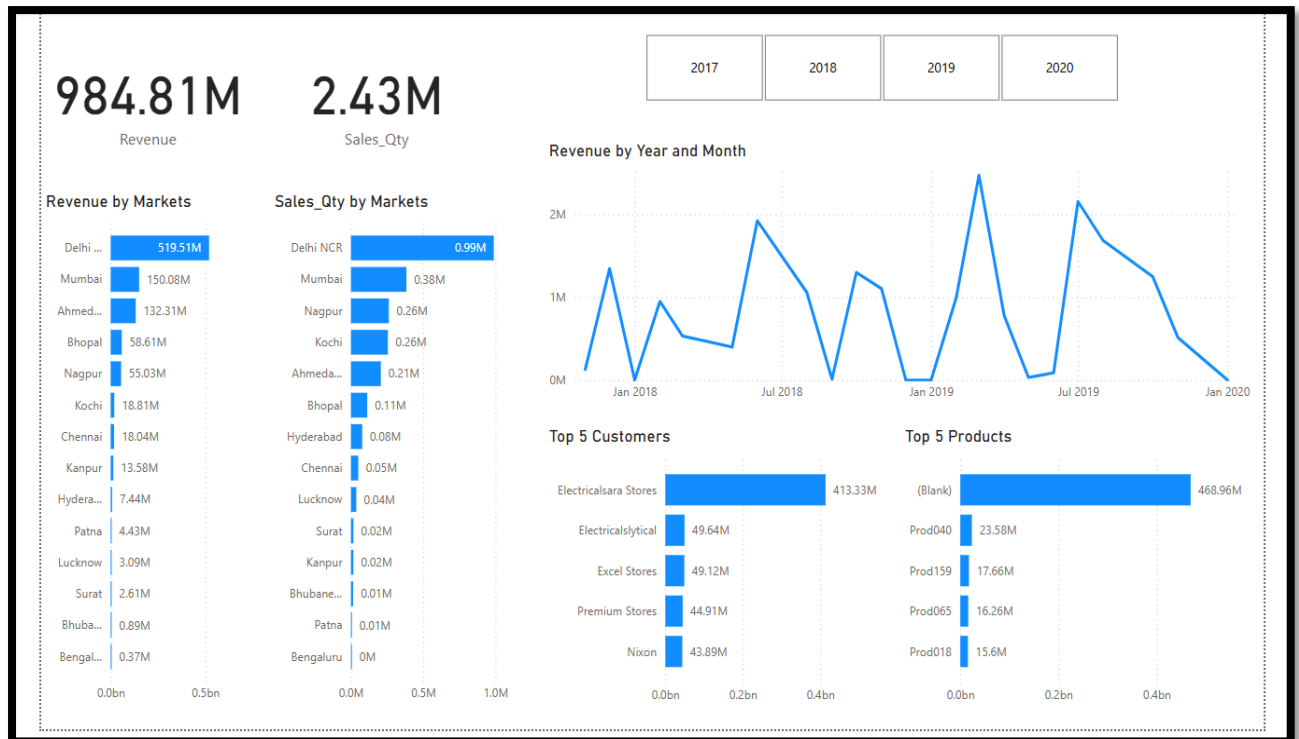 984.81M
Revenue
2.43M
Sales_Qty
2017 2018 2019 2020
Revenue by Markets
Delhi ... 519.51M
Mumbai 150.08M
Ahmed... 132.31M
Bhopal 58.61M
Nagpur 55.03M
Kochi 18.81M
Chennai 18.04M
Kanpur 13.58M
Hydera... 7.44M
Patna 4.43M
Lucknow 3.09M
Surat 2.61M
Bhuba... 0.89M
Bengal... 0.37M
0.0bn 0.5bn
Sales_Qty by Markets
Delhi NCR 0.99M
Mumbai 0.38M
Nagpur 0.26M
Kochi 0.26M
Ahmeda... 0.21M
Bhopal 0.11M
Hyderabad 0.08M
Chennai 0.05M
Lucknow 0.04M
Surat 0.02M
Kanpur 0.02M
Bhubane... 0.01M
Patna 0.01M
Bengaluru 0M
0.0M 0.5M 1.0M
Revenue by Year and Month
2M
1M
0M
Jan 2018 Jul 2018 Jan 2019 Jul 2019 Jan 2020
Top 5 Customers
Electricalsara Stores 413.33M
Electricalslytical 49.64M
Excel Stores 49.12M
Premium Stores 44.91M
Nixon 43.89M
0.0bn 0.2bn 0.4bn
Top 5 Products
(Blank) 468.96M
Prod040 23.58M
Prod159 17.66M
Prod065 16.26M
Prod018 15.6M
0.0bn 0.2bn 0.4bn